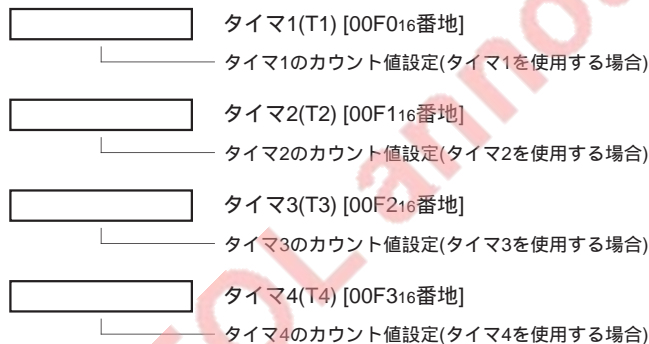 タイマ1(T1) [00F016番地]
タイマ1のカウント値設定(タイマ1を使用する場合)
タイマ2(T2) [00F116番地]
タイマ2のカウント値設定(タイマ2を使用する場合)
タイマ3(T3) [00F216番地]
タイマ3のカウント値設定(タイマ3を使用する場合)
タイマ4(T4) [00F316番地]
タイマ4のカウント値設定(タイマ4を使用する場合)
OL anno